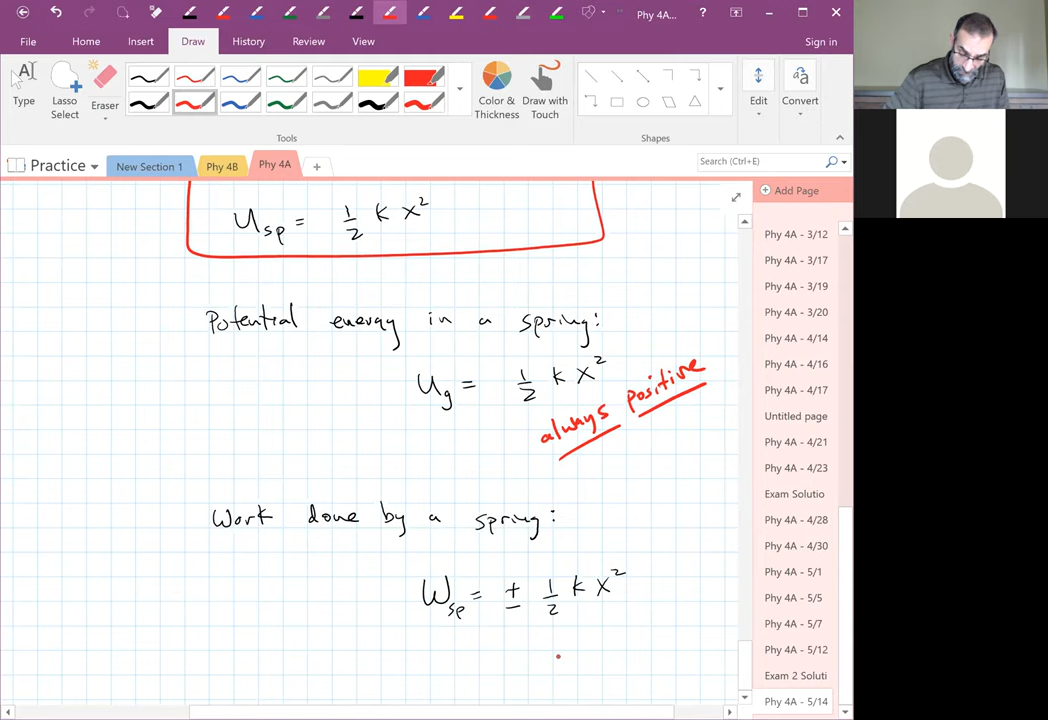 Phy 4A...
?
File
Home
Insert
Draw
History
Review
View
Sign in
Type
Lasso Select
Eraser
Color & Thickness
Draw with Touch
Edit
Convert
Tools
Shapes
Practice
New Section 1
Phy 4B
Phy 4A
+
Search (Ctrl+E)
Add Page
Phy 4A - 3/12
Phy 4A - 3/17
Phy 4A - 3/19
Phy 4A - 3/20
Phy 4A - 4/14
Phy 4A - 4/16
Phy 4A - 4/17
Untitled page
Phy 4A - 4/21
Phy 4A - 4/23
Exam Solutio
Phy 4A - 4/28
Phy 4A - 4/30
Phy 4A - 5/1
Phy 4A - 5/5
Phy 4A - 5/7
Phy 4A - 5/12
Exam 2 Soluti
Phy 4A - 5/14
U_sp = 1/2 k x²
Potential energy in a spring:
U_g = 1/2 k x²
always positive
Work done by a spring:
W_sp = ± 1/2 k x²